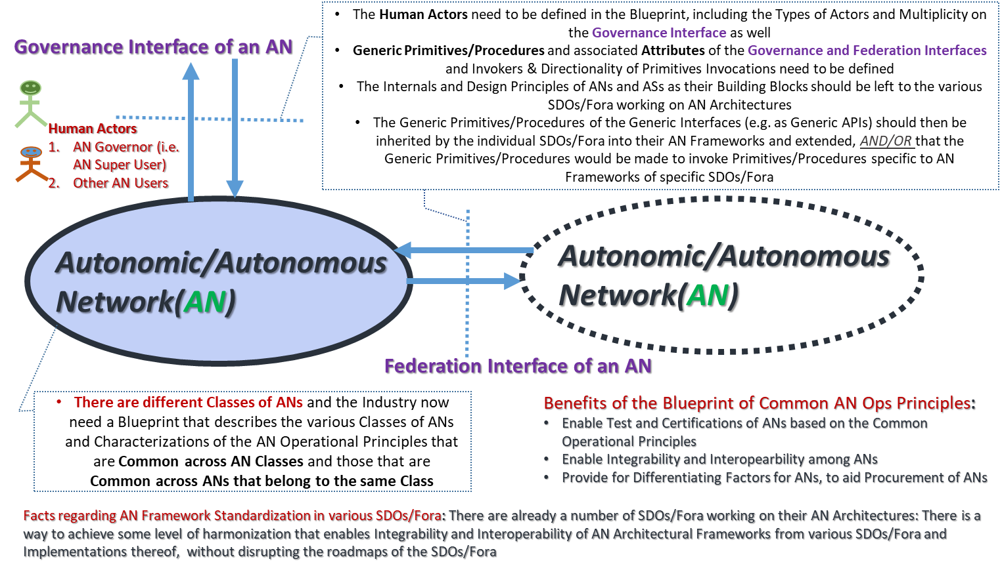 • The Human Actors need to be defined in the Blueprint, including the Types of Actors and Multiplicity on
the Governance Interface as well
• Generic Primitives/Procedures and associated Attributes of the Governance and Federation Interfaces
and Invokers & Directionality of Primitives Invocations need to be defined
• The Internals and Design Principles of ANs and ASs as their Building Blocks should be left to the various
SDOs/Fora working on AN Architectures
• The Generic Primitives/Procedures of the Generic Interfaces (e.g. as Generic APIs) should then be
inherited by the individual SDOs/Fora into their AN Frameworks and extended, AND/OR that the
Generic Primitives/Procedures would be made to invoke Primitives/Procedures specific to AN
Frameworks of specific SDOs/Fora
Governance Interface of an AN
Human Actors
1. AN Governor (i.e.
AN Super User)
2. Other AN Users
Autonomic/Autonomous
Network(AN)
Autonomic/Autonomous
Network(AN)
Federation Interface of an AN
• There are different Classes of ANs and the Industry now
need a Blueprint that describes the various Classes of ANs
and Characterizations of the AN Operational Principles that
are Common across AN Classes and those that are
Common across ANs that belong to the same Class
Benefits of the Blueprint of Common AN Ops Principles:
• Enable Test and Certifications of ANs based on the Common
Operational Principles
• Enable Integrability and Interopearbility among ANs
• Provide for Differentiating Factors for ANs, to aid Procurement of ANs
Facts regarding AN Framework Standardization in various SDOs/Fora: There are already a number of SDOs/Fora working on their AN Architectures: There is a
way to achieve some level of harmonization that enables Integrability and Interoperability of AN Architectural Frameworks from various SDOs/Fora and
Implementations thereof, without disrupting the roadmaps of the SDOs/Fora